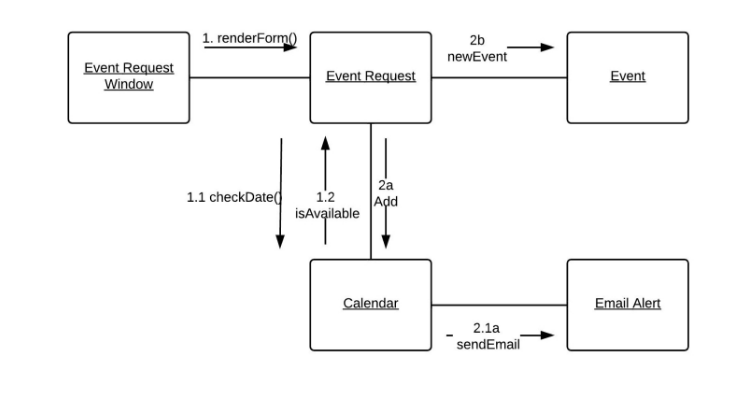 1. renderForm()
2b
newEvent
Event Request
Window
Event Request
Event
1.1 checkDate()
1.2
isAvailable
2a
Add
Calendar
Email Alert
2.1a
sendEmail